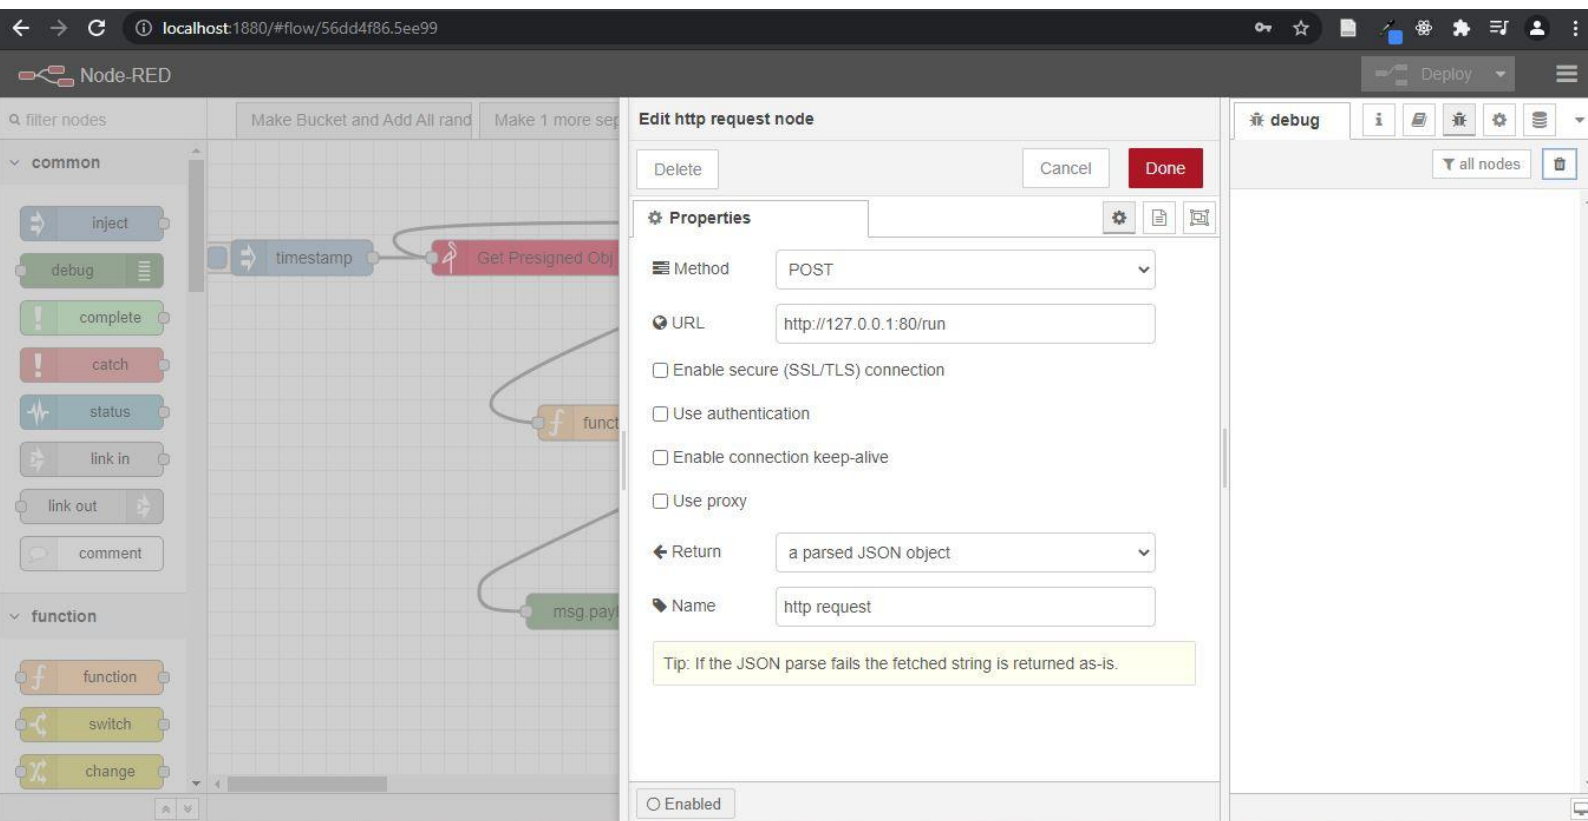 localhost:1880/#flow/56dd4f86.5ee99
Node-RED
Deploy
filter nodes
Make Bucket and Add All rand
Make 1 more sep
Edit http request node
debug
i
common
Delete
Cancel
Done
all nodes
inject
debug
complete
catch
status
link in
link out
comment
function
function
switch
change
timestamp
Get Presigned Obj
funct
msg.payl
Properties
Method
POST
URL
http://127.0.0.1:80/run
Enable secure (SSL/TLS) connection
Use authentication
Enable connection keep-alive
Use proxy
Return
a parsed JSON object
Name
http request
Tip: If the JSON parse fails the fetched string is returned as-is.
Enabled